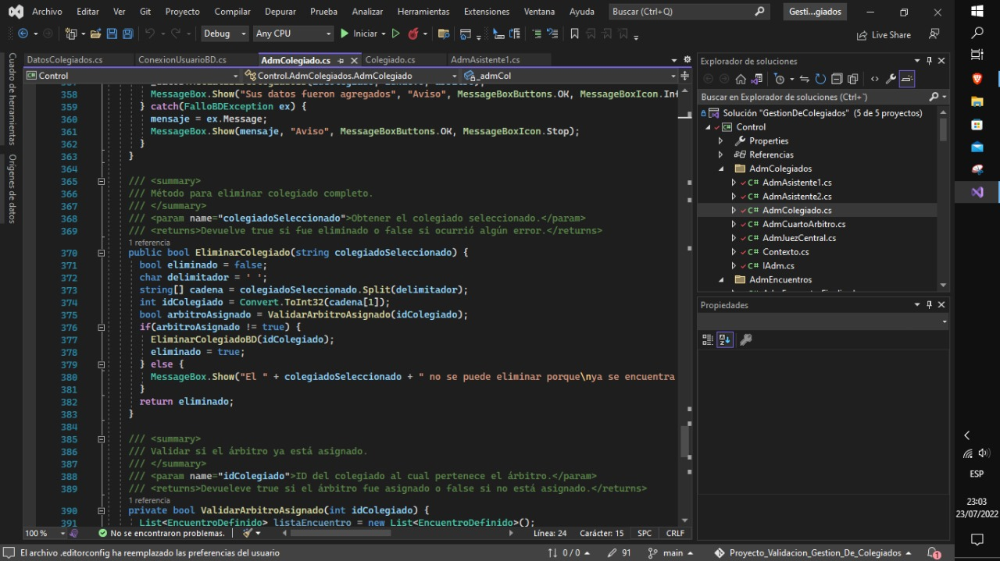 Archivo Editar Ver Git Proyecto Compilar Depurar Prueba Analizar Herramientas Extensiones Ventana Ayuda Buscar (Ctrl+Q) Gesti...giados
Debug Any CPU Iniciar Live Share
Cuadro de herramientas
Orígenes de datos
DatosColegiados.cs ConexionUsuarioBD.cs AdmColegiado.cs Colegiado.cs AdmAsistente1.cs
Control Control.AdmColegiados.AdmColegiado _admCol
358 MessageBox.Show("Sus datos fueron agregados", "Aviso", MessageBoxButtons.OK, MessageBoxIcon.Inf
359 } catch(FalloBDException ex) {
360 mensaje = ex.Message;
361 MessageBox.Show(mensaje, "Aviso", MessageBoxButtons.OK, MessageBoxIcon.Stop);
362 }
363 }
364
365 /// <summary>
366 /// Método para eliminar colegiado completo.
367 /// </summary>
368 /// <param name="colegiadoSeleccionado">Obtener el colegiado seleccionado.</param>
369 /// <returns>Devuelve true si fue eliminado o false si ocurrió algún error.</returns>
1 referencia
370 public bool EliminarColegiado(string colegiadoSeleccionado) {
371 bool eliminado = false;
372 char delimitador = ' ';
373 string[] cadena = colegiadoSeleccionado.Split(delimitador);
374 int idColegiado = Convert.ToInt32(cadena[1]);
375 bool arbitroAsignado = ValidarArbitroAsignado(idColegiado);
376 if(arbitroAsignado != true) {
377 EliminarColegiadoBD(idColegiado);
378 eliminado = true;
379 } else {
380 MessageBox.Show("El " + colegiadoSeleccionado + " no se puede eliminar porque\nya se encuentra
381 }
382 return eliminado;
383 }
384
385 /// <summary>
386 /// Validar si el árbitro ya está asignado.
387 /// </summary>
388 /// <param name="idColegiado">ID del colegiado al cual pertenece el árbitro.</param>
389 /// <returns>Devueleve true si el árbitro fue asignado o false si no está asignado.</returns>
1 referencia
390 private bool ValidarArbitroAsignado(int idColegiado) {
391 List<EncuentroDefinido> listaEncuentro = new List<EncuentroDefinido>();
100 % No se encontraron problemas. Línea: 24 Carácter: 15 SPC CRLF
Explorador de soluciones
Buscar en Explorador de soluciones (Ctrl+¨)
Solución "GestionDeColegiados" (5 de 5 proyectos)
Control
Properties
Referencias
AdmColegiados
AdmAsistente1.cs
AdmAsistente2.cs
AdmColegiado.cs
AdmCuartoArbitro.cs
AdmJuezCentral.cs
Contexto.cs
IAdm.cs
AdmEncuentros
Propiedades
El archivo .editorconfig ha reemplazado las preferencias del usuario 0 / 0 91 main Proyecto_Validacion_Gestion_De_Colegiados 1
ESP
23:03
23/07/2022